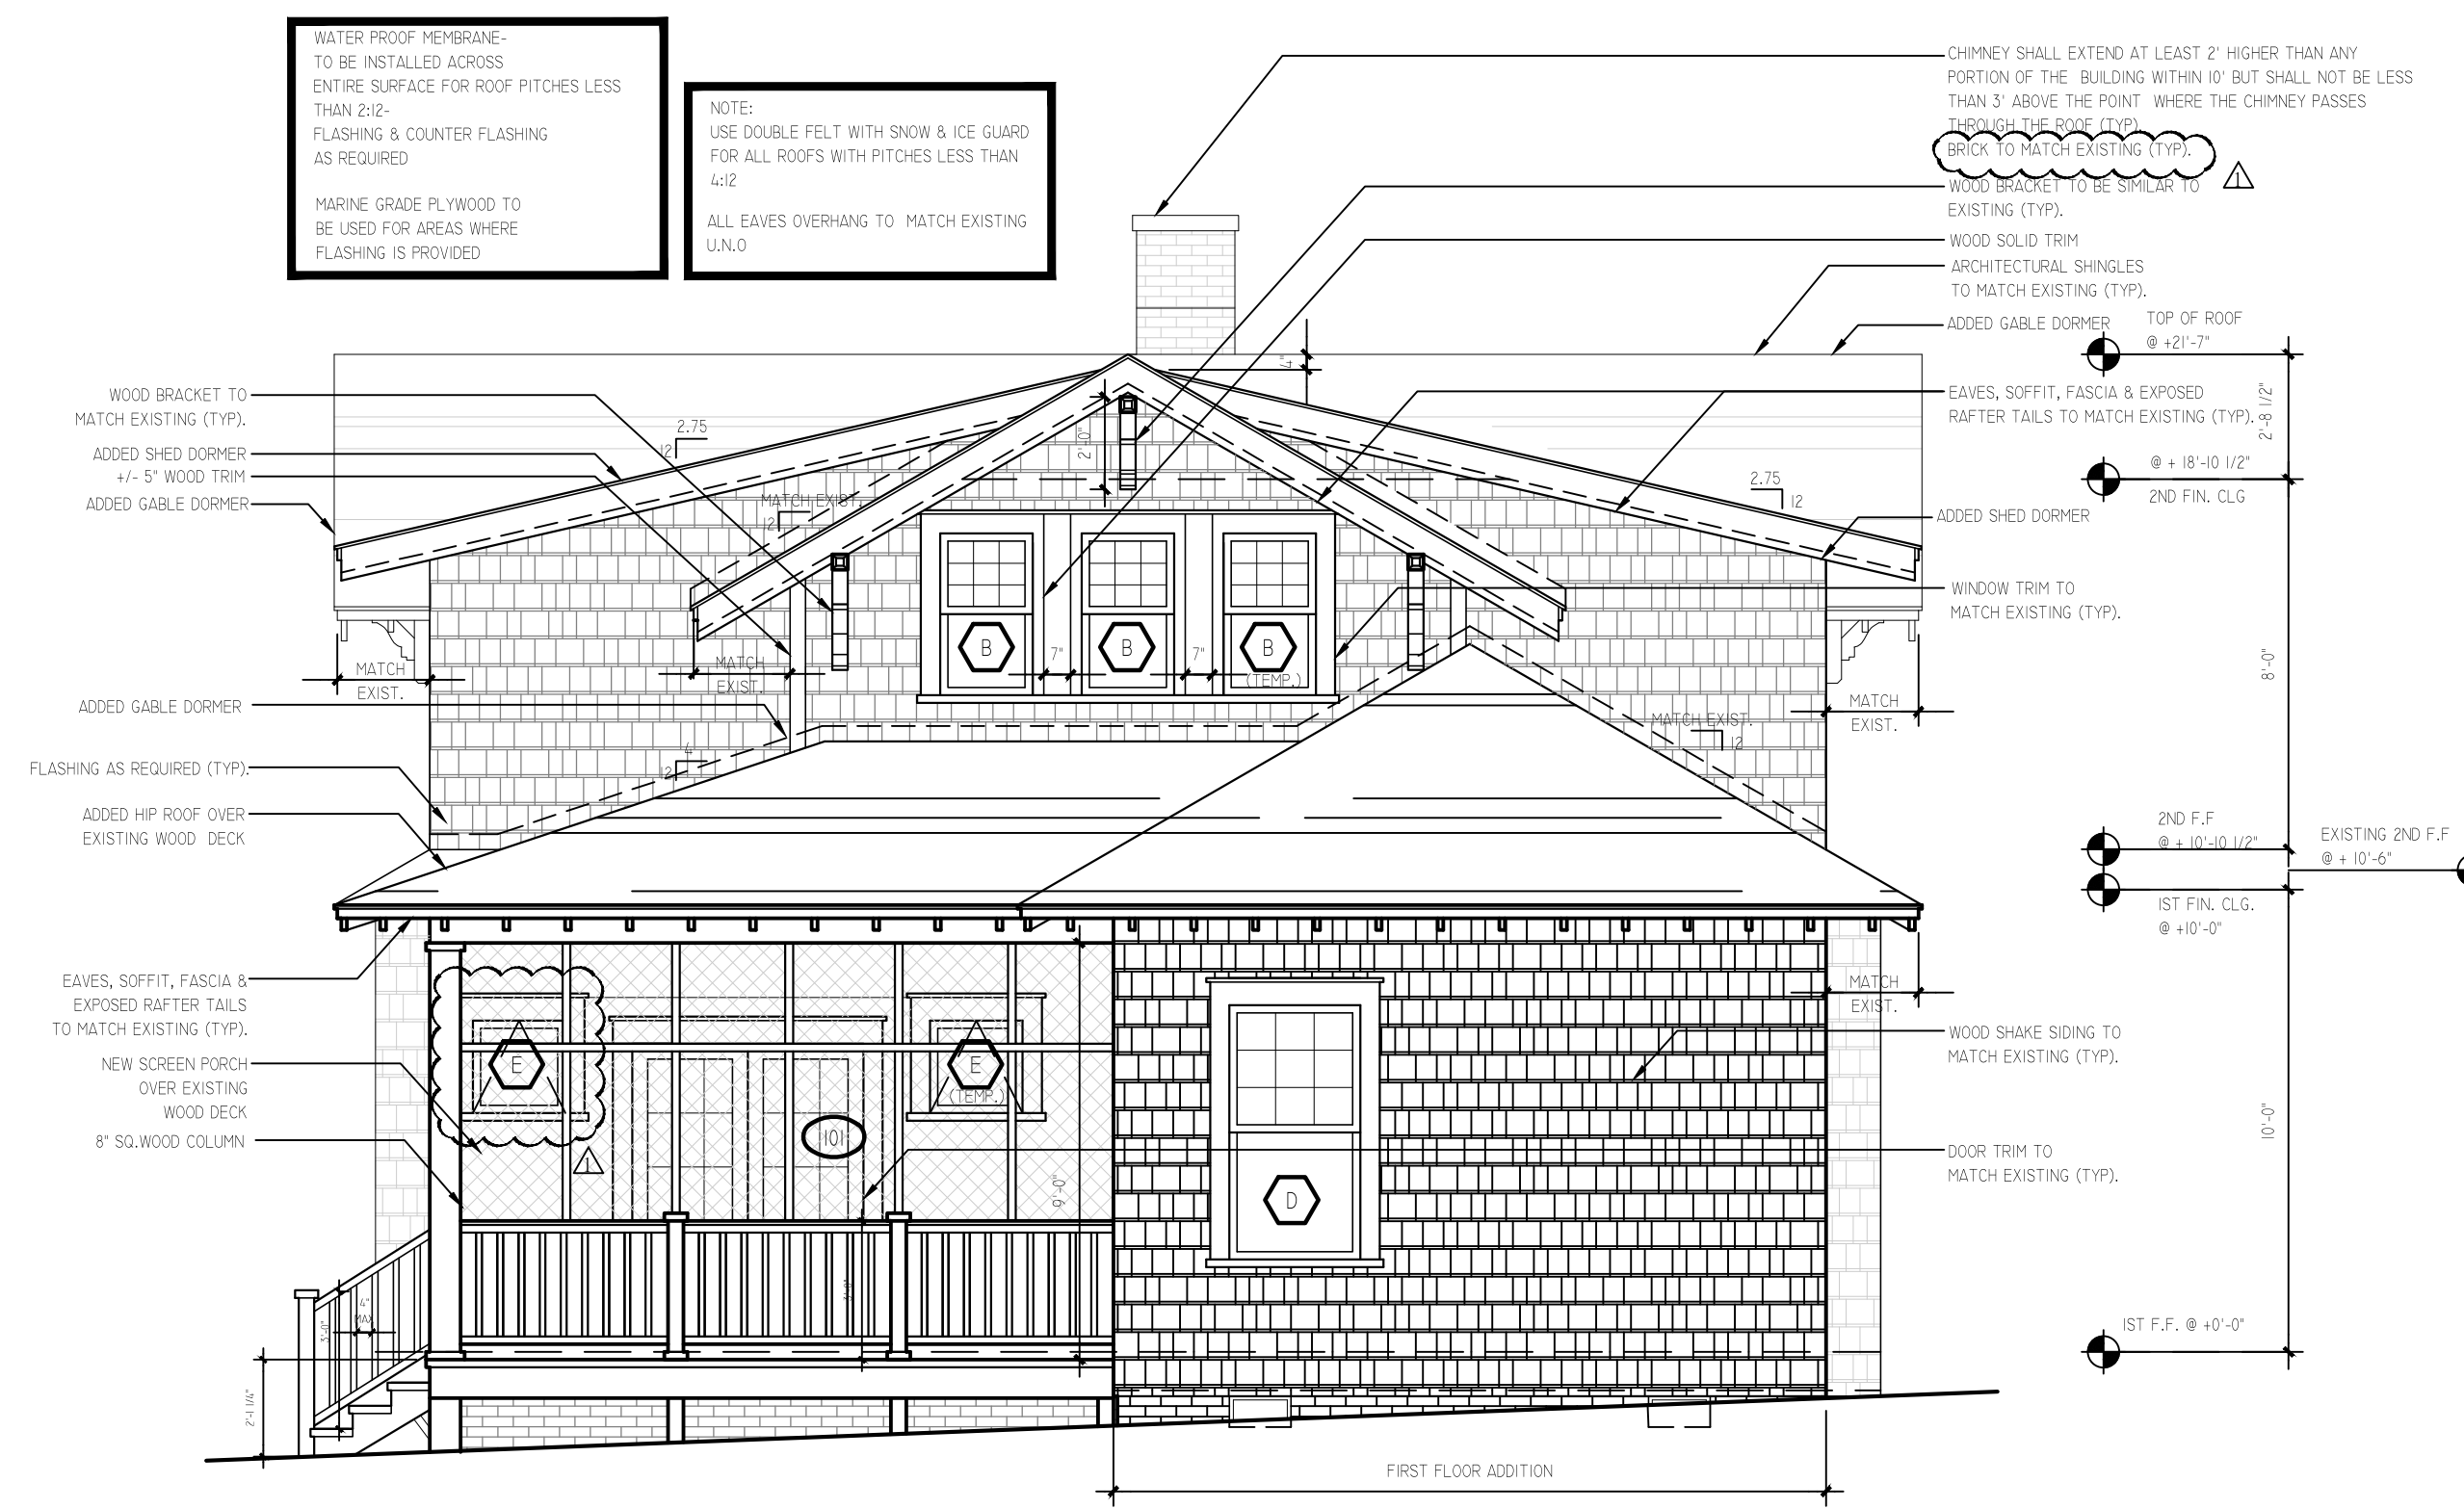 WATER PROOF MEMBRANE-
TO BE INSTALLED ACROSS
ENTIRE SURFACE FOR ROOF PITCHES LESS
THAN 2:12-
FLASHING & COUNTER FLASHING
AS REQUIRED
MARINE GRADE PLYWOOD TO
BE USED FOR AREAS WHERE
FLASHING IS PROVIDED
NOTE:
USE DOUBLE FELT WITH SNOW & ICE GUARD
FOR ALL ROOFS WITH PITCHES LESS THAN
4:12
ALL EAVES OVERHANG TO MATCH EXISTING
U.N.O
CHIMNEY SHALL EXTEND AT LEAST 2' HIGHER THAN ANY
PORTION OF THE BUILDING WITHIN 10' BUT SHALL NOT BE LESS
THAN 3' ABOVE THE POINT WHERE THE CHIMNEY PASSES
THROUGH THE ROOF (TYP).
BRICK TO MATCH EXISTING (TYP).
1
WOOD BRACKET TO BE SIMILAR TO
EXISTING (TYP).
WOOD SOLID TRIM
ARCHITECTURAL SHINGLES
TO MATCH EXISTING (TYP).
ADDED GABLE DORMER
TOP OF ROOF
@ +21'-7"
EAVES, SOFFIT, FASCIA & EXPOSED
RAFTER TAILS TO MATCH EXISTING (TYP).
2'-8 1/2"
@ + 18'-10 1/2"
2ND FIN. CLG
ADDED SHED DORMER
WINDOW TRIM TO
MATCH EXISTING (TYP).
8'-0"
MATCH
EXIST.
2ND F.F
@ + 10'-10 1/2"
EXISTING 2ND F.F
@ + 10'-6"
1ST FIN. CLG.
@ +10'-0"
MATCH
EXIST.
WOOD SHAKE SIDING TO
MATCH EXISTING (TYP).
10'-0"
DOOR TRIM TO
MATCH EXISTING (TYP).
1ST F.F. @ +0'-0"
WOOD BRACKET TO
MATCH EXISTING (TYP).
ADDED SHED DORMER
+/- 5" WOOD TRIM
ADDED GABLE DORMER
MATCH
EXIST.
ADDED GABLE DORMER
FLASHING AS REQUIRED (TYP).
ADDED HIP ROOF OVER
EXISTING WOOD DECK
EAVES, SOFFIT, FASCIA &
EXPOSED RAFTER TAILS
TO MATCH EXISTING (TYP).
NEW SCREEN PORCH
OVER EXISTING
WOOD DECK
8" SQ.WOOD COLUMN
4"
2.75
12
2'-0"
MATCH EXIST.
12
2.75
12
B
B
B
7"
7"
(TEMP.)
MATCH
EXIST.
MATCH EXIST.
12
4
12
E
E
(TEMP.)
101
1
9'-0"
D
3'-0"
4"
MAX
3'-0"
2'-1 1/4"
FIRST FLOOR ADDITION